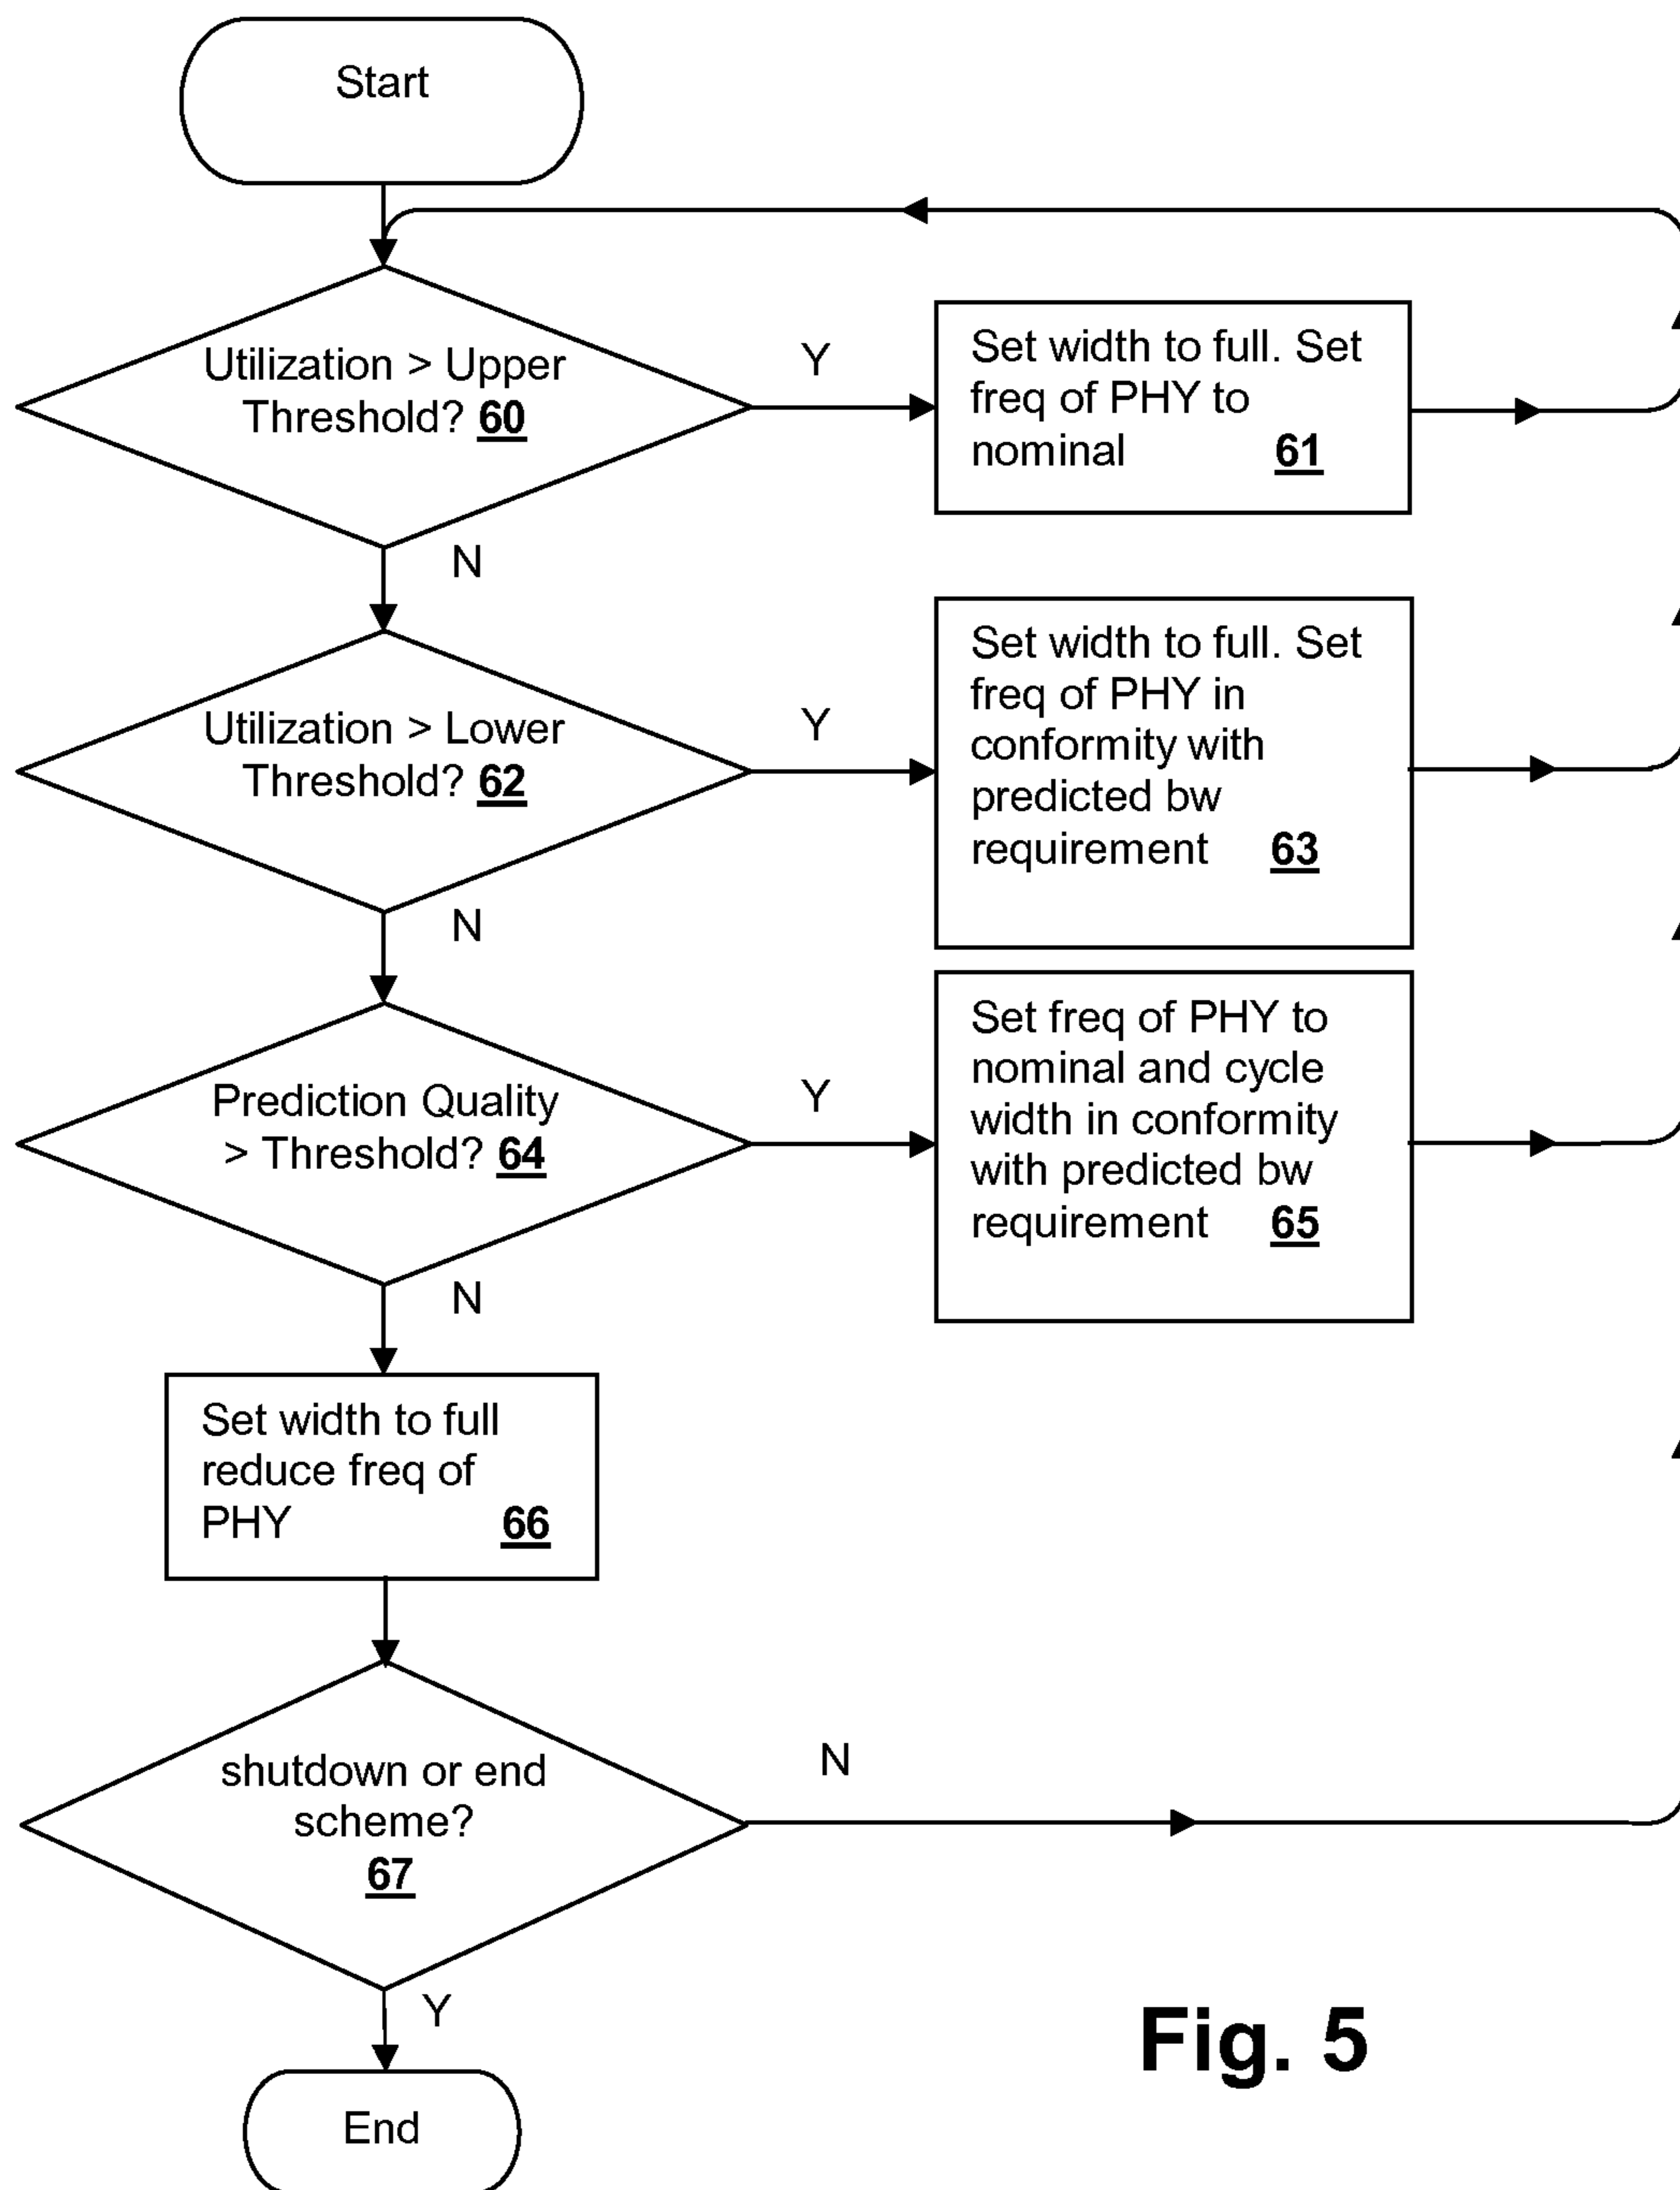 Start
Utilization > Upper
Threshold? 60
Y
Set width to full. Set
freq of PHY to
nominal 61
N
Utilization > Lower
Threshold? 62
Y
Set width to full. Set
freq of PHY in
conformity with
predicted bw
requirement 63
N
Prediction Quality
> Threshold? 64
Y
Set freq of PHY to
nominal and cycle
width in conformity
with predicted bw
requirement 65
N
Set width to full
reduce freq of
PHY 66
shutdown or end
scheme?
67
N
Y
End
Fig. 5